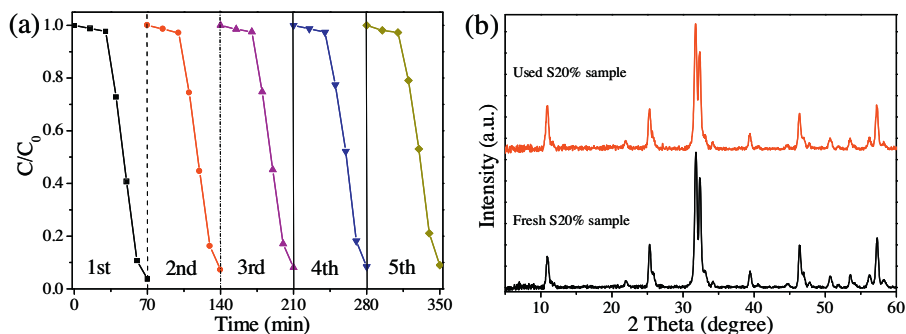 (a)
C/C0
1.0
0.8
0.6
0.4
0.2
0.0
1st 2nd 3rd 4th 5th
0 70 140 210 280 350
Time (min)
(b)
Intensity (a.u.)
Used S20% sample
Fresh S20% sample
10 20 30 40 50 60
2 Theta (degree)